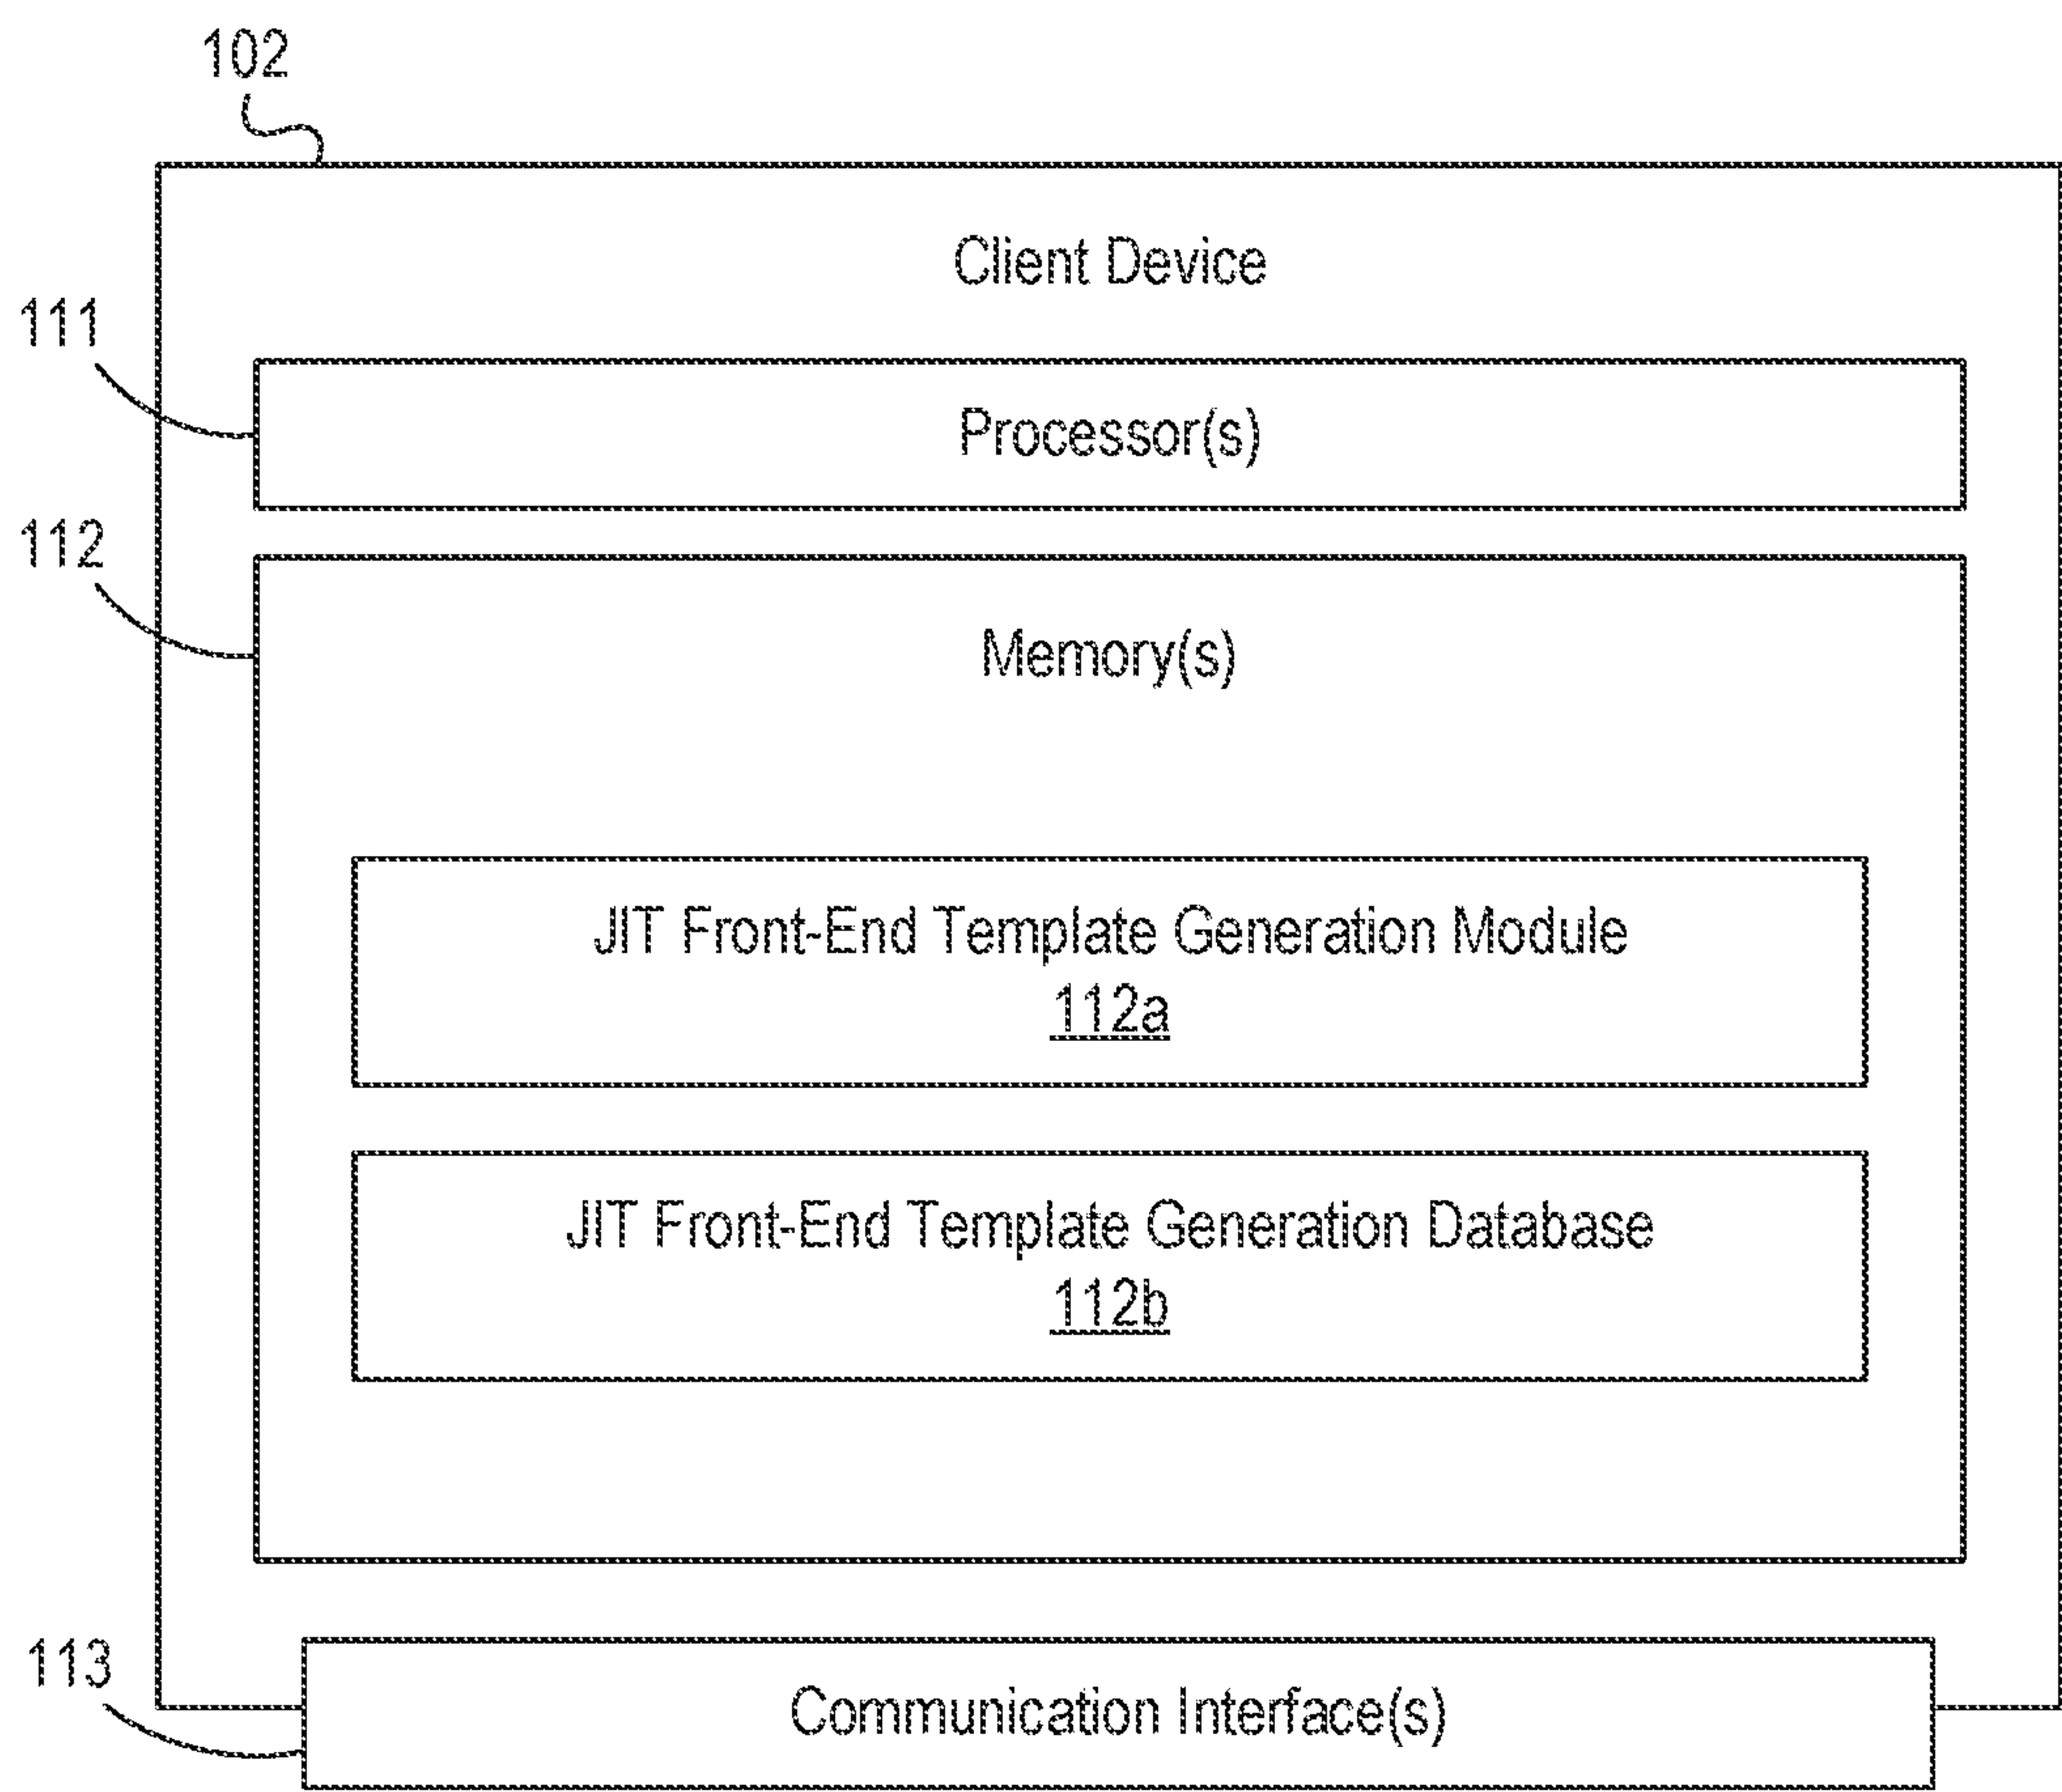 102
Client Device
111
Processor(s)
112
Memory(s)
JIT Front-End Template Generation Module
112a
JIT Front-End Template Generation Database
112b
113
Communication Interface(s)